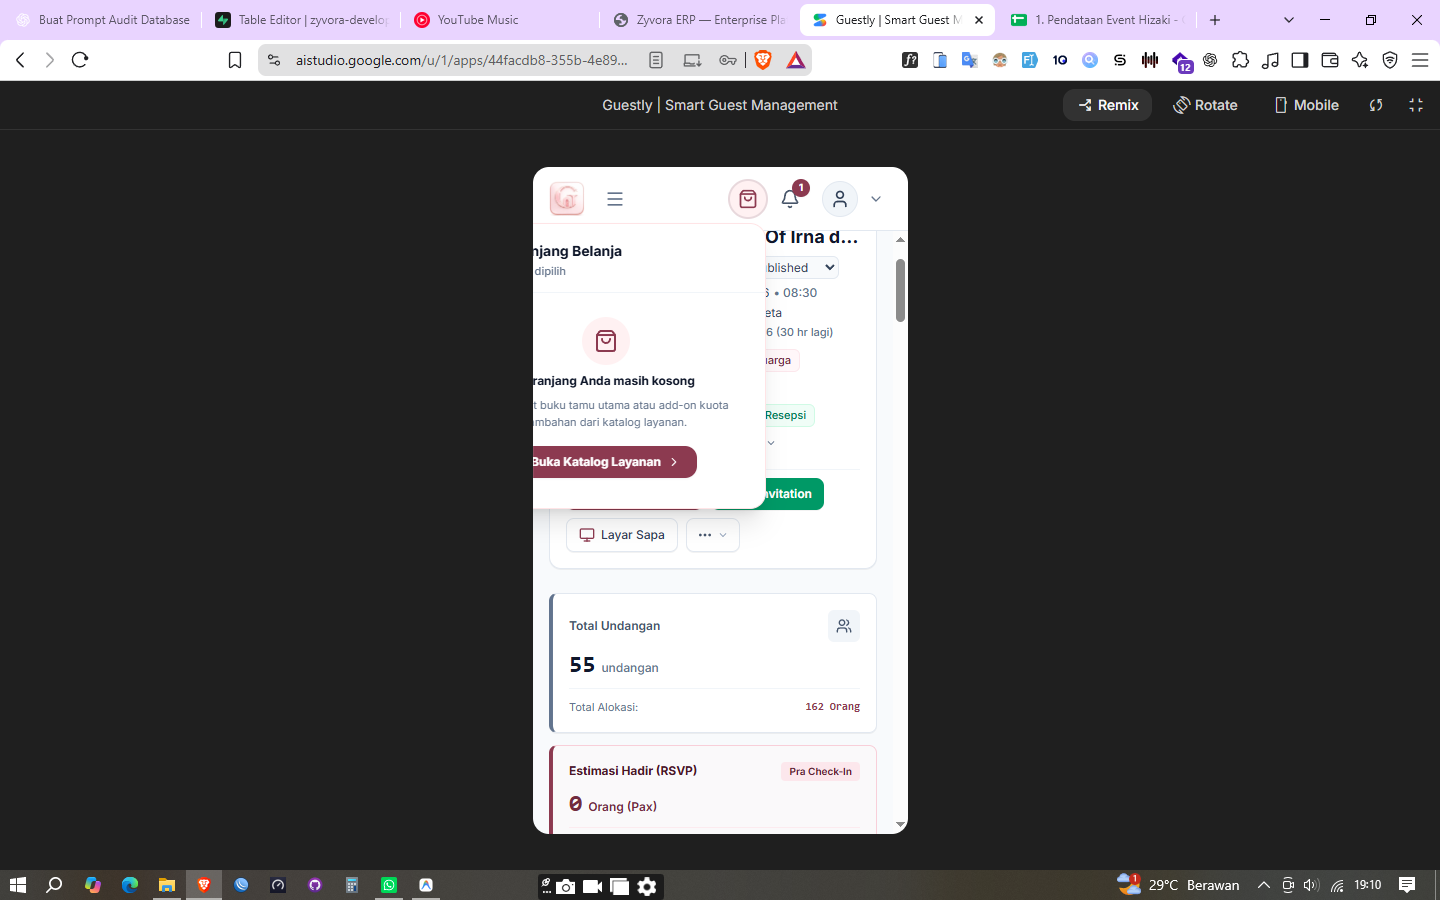 Buat Prompt Audit Database
Table Editor | zyvora-develop
YouTube Music
Zyvora ERP — Enterprise Pla
Guestly | Smart Guest M
1. Pendataan Event Hizaki -
aistudio.google.com/u/1/apps/44facdb8-355b-4e89...
12
Guestly | Smart Guest Management
Remix
Rotate
Mobile
1
njang Belanja
dipilih
ranjang Anda masih kosong
t buku tamu utama atau add-on kuota
mbahan dari katalog layanan.
Buka Katalog Layanan
Of Irna d...
blished
6 • 08:30
eta
6 (30 hr lagi)
arga
Resepsi
nvitation
Layar Sapa
Total Undangan
55 undangan
Total Alokasi:
162 Orang
Estimasi Hadir (RSVP)
Pra Check-In
0 Orang (Pax)
1
29°C Berawan
19:10